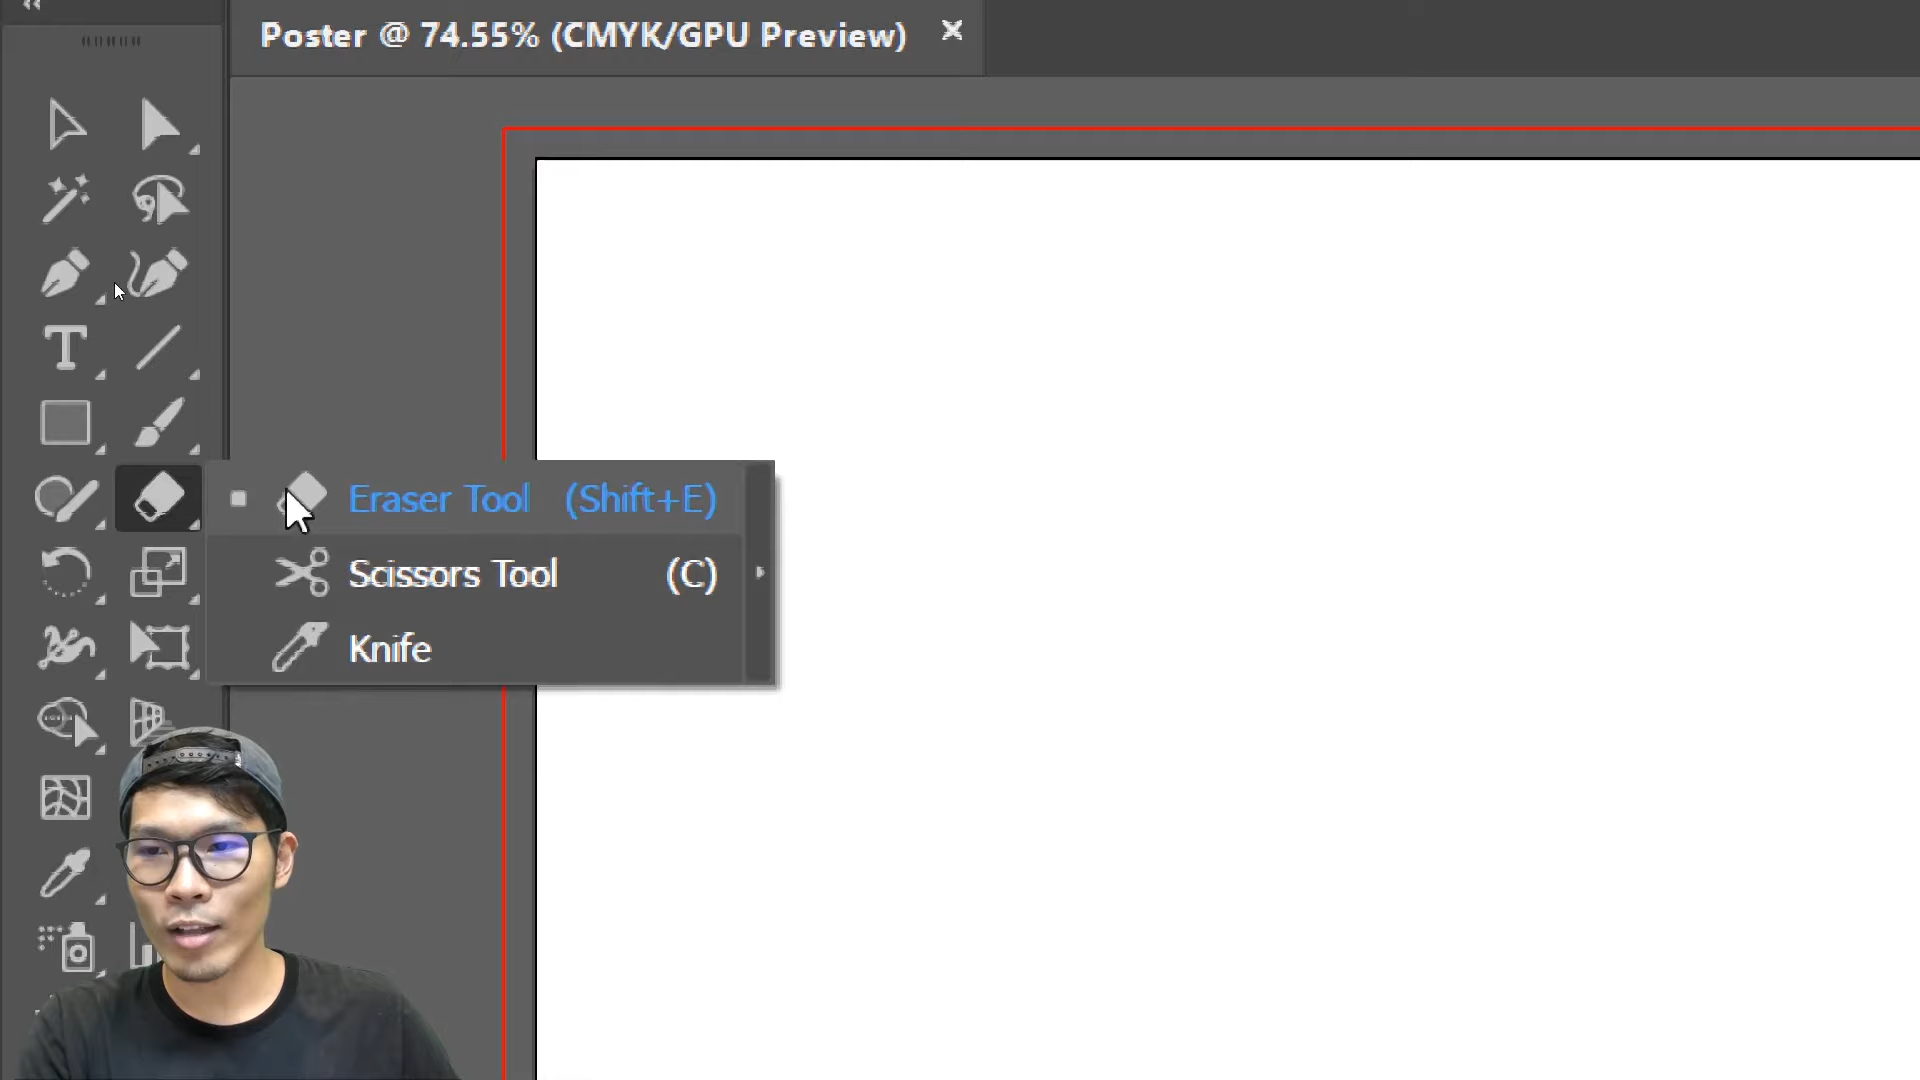 Poster @ 74.55% (CMYK/GPU Preview)
Eraser Tool (Shift+E)
Scissors Tool (C)
Knife